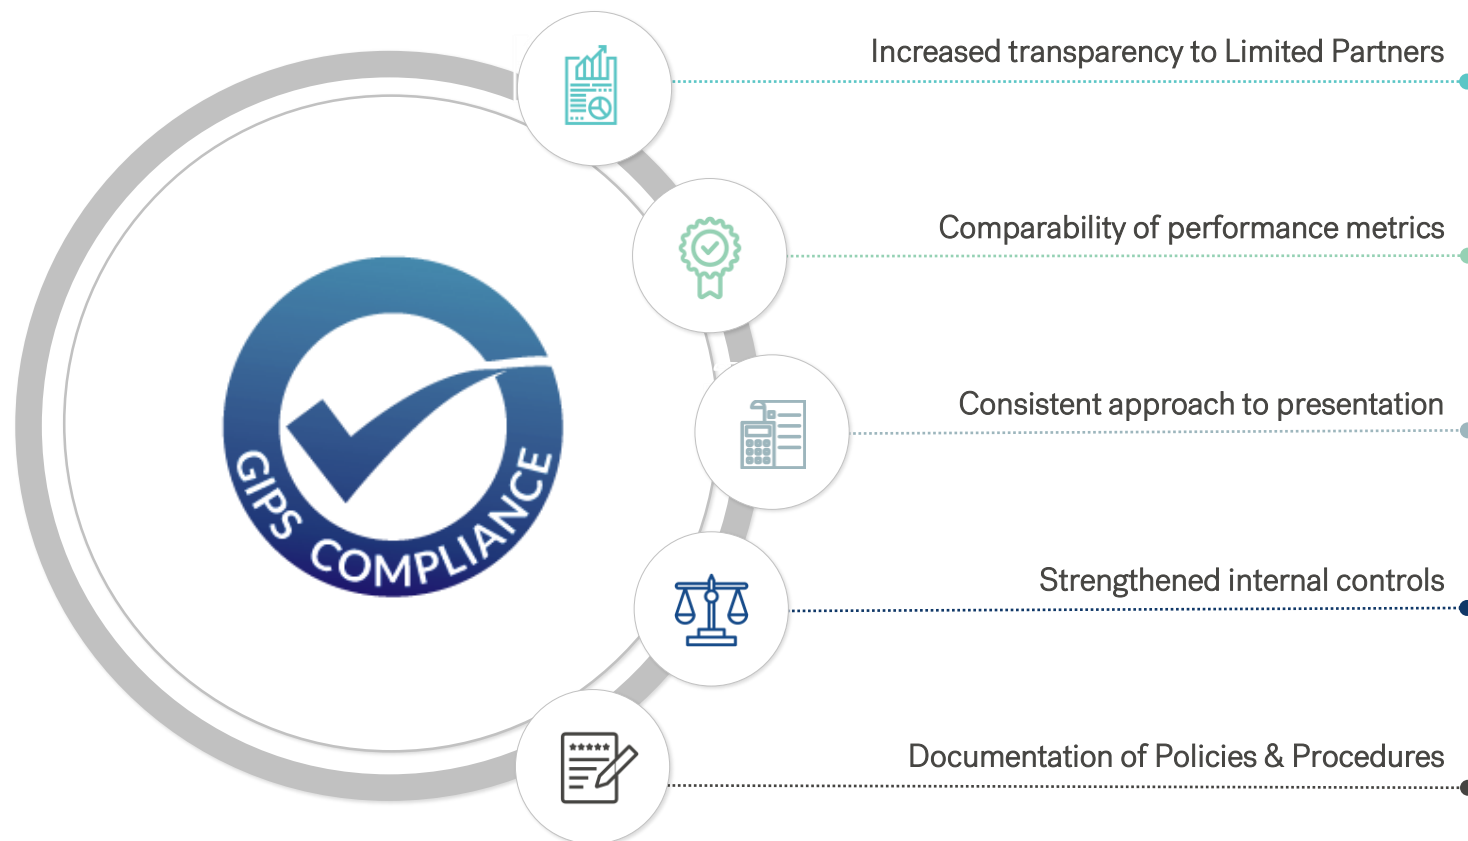 Increased transparency to Limited Partners
Comparability of performance metrics
Consistent approach to presentation
GIPS COMPLIANCE
Strengthened internal controls
Documentation of Policies & Procedures